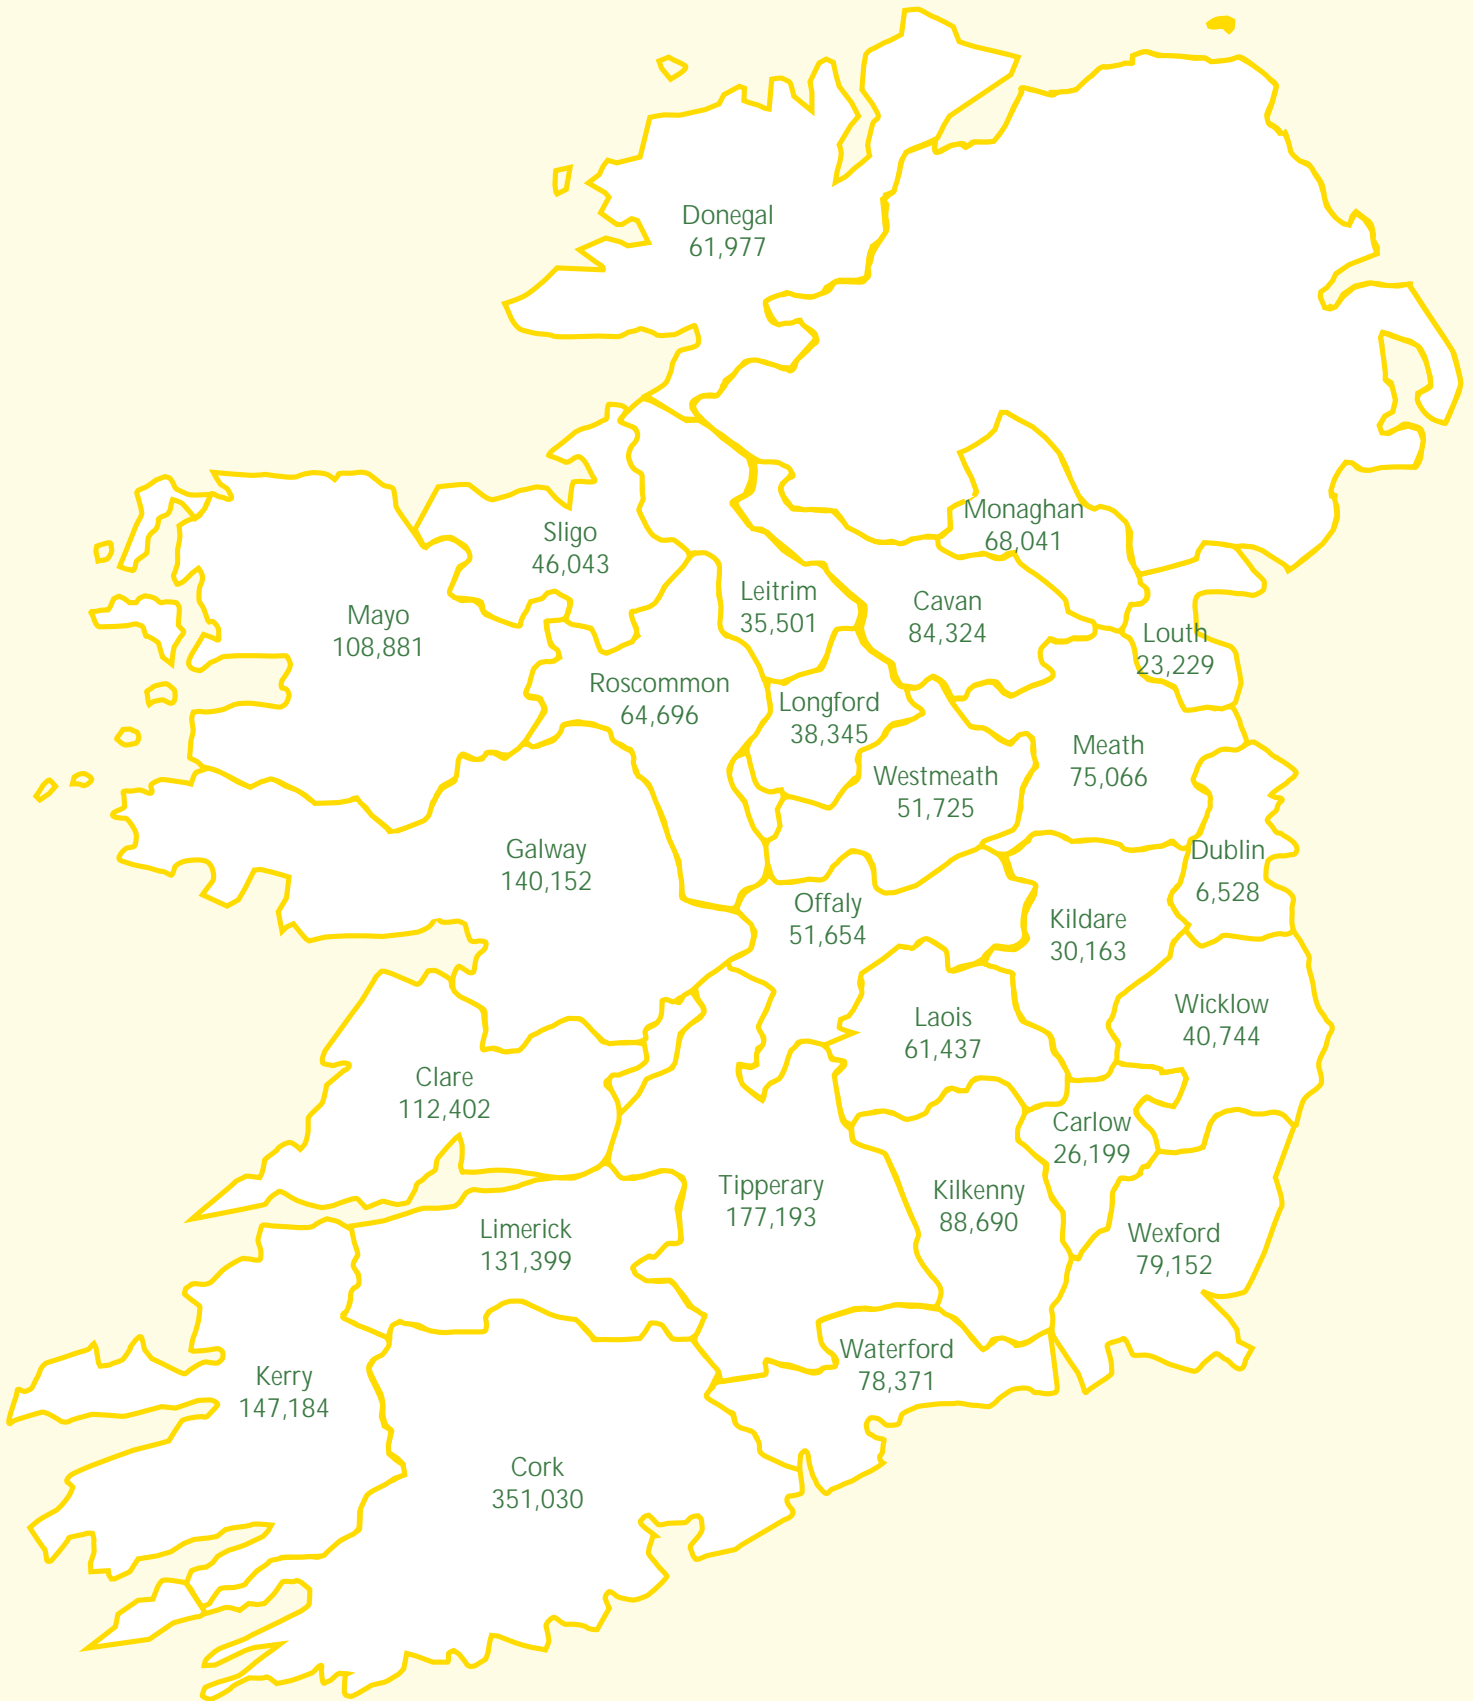 Donegal
61,977
Monaghan
68,041
Sligo
46,043
Leitrim
35,501
Cavan
84,324
Mayo
108,881
Louth
23,229
Roscommon
64,696
Longford
38,345
Meath
75,066
Westmeath
51,725
Galway
140,152
Dublin
6,528
Offaly
51,654
Kildare
30,163
Laois
61,437
Wicklow
40,744
Clare
112,402
Carlow
26,199
Tipperary
177,193
Kilkenny
88,690
Limerick
131,399
Wexford
79,152
Waterford
78,371
Kerry
147,184
Cork
351,030